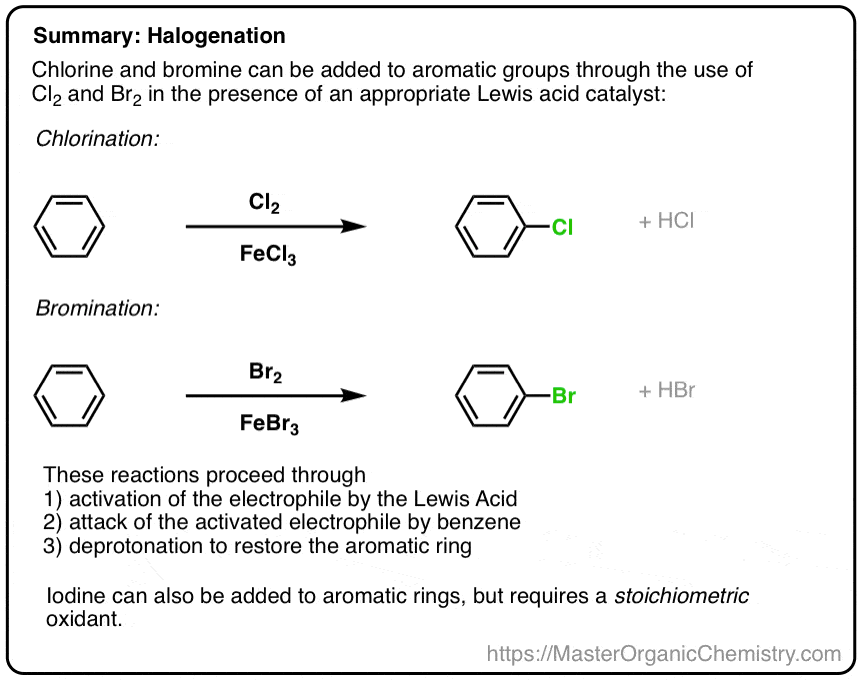 Summary: Halogenation
Chlorine and bromine can be added to aromatic groups through the use of
Cl₂ and Br₂ in the presence of an appropriate Lewis acid catalyst:
Chlorination:
Cl₂
FeCl₃
Cl
+ HCl
Bromination:
Br₂
FeBr₃
Br
+ HBr
These reactions proceed through
1) activation of the electrophile by the Lewis Acid
2) attack of the activated electrophile by benzene
3) deprotonation to restore the aromatic ring
Iodine can also be added to aromatic rings, but requires a stoichiometric
oxidant.
https://MasterOrganicChemistry.com